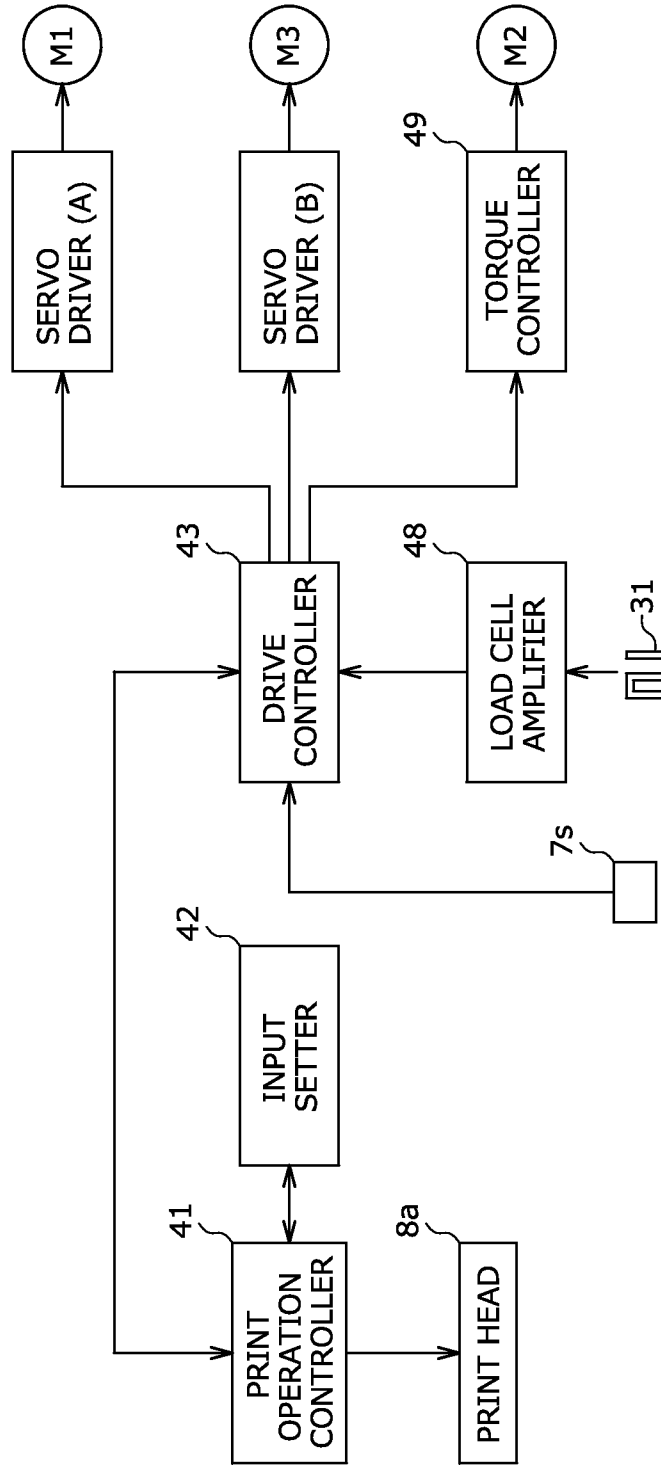 M1
M3
M2
SERVO
DRIVER (A)
SERVO
DRIVER (B)
49
TORQUE
CONTROLLER
43
DRIVE
CONTROLLER
48
LOAD CELL
AMPLIFIER
31
7s
42
INPUT
SETTER
41
PRINT
OPERATION
CONTROLLER
8a
PRINT HEAD